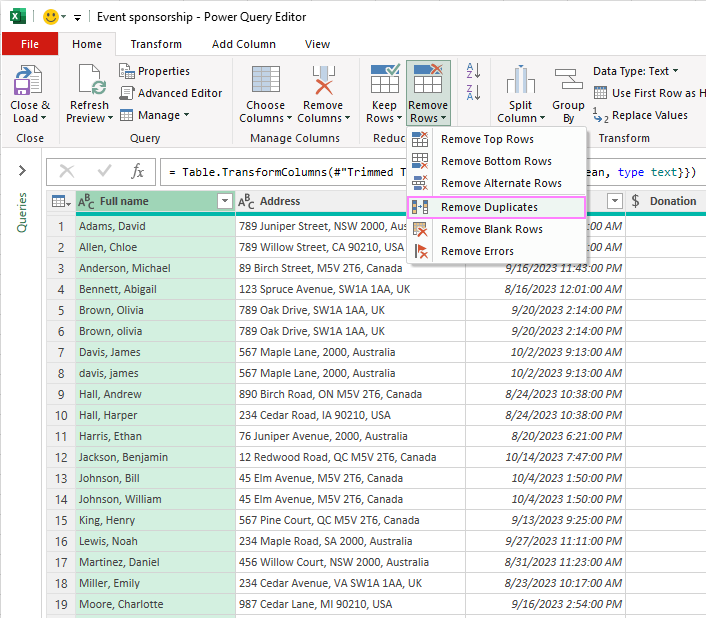 Event sponsorship - Power Query Editor
File Home Transform Add Column View
Close & Load
Close
Refresh Preview
Properties
Advanced Editor
Manage
Query
Choose Columns
Remove Columns
Manage Columns
Keep Rows
Remove Rows
Reduc
A Z
Z A
Split Column
Group By
Data Type: Text
Use First Row as H
1 2 Replace Values
Transform
Remove Top Rows
Remove Bottom Rows
Remove Alternate Rows
Remove Duplicates
Remove Blank Rows
Remove Errors
fx = Table.TransformColumns(#"Trimmed T ean, type text}})
Queries
ABC Full name ABC Address $ Donation
1 Adams, David 789 Juniper Street, NSW 2000, Aus 00 AM
2 Allen, Chloe 789 Willow Street, CA 90210, USA 00 AM
3 Anderson, Michael 89 Birch Street, M5V 2T6, Canada 9/16/2023 11:43:00 PM
4 Bennett, Abigail 123 Spruce Avenue, SW1A 1AA, UK 8/16/2023 12:01:00 AM
5 Brown, Olivia 789 Oak Drive, SW1A 1AA, UK 9/20/2023 2:14:00 PM
6 Brown, olivia 789 Oak Drive, SW1A 1AA, UK 9/20/2023 2:14:00 PM
7 Davis, James 567 Maple Lane, 2000, Australia 10/2/2023 9:13:00 AM
8 davis, james 567 Maple Lane, 2000, Australia 10/2/2023 9:13:00 AM
9 Hall, Andrew 890 Birch Road, ON M5V 2T6, Canada 8/24/2023 10:38:00 PM
10 Hall, Harper 234 Cedar Road, IA 90210, USA 8/24/2023 10:38:00 PM
11 Harris, Ethan 76 Juniper Avenue, 2000, Australia 8/20/2023 6:21:00 PM
12 Jackson, Benjamin 12 Redwood Road, QC M5V 2T6, Canada 10/14/2023 7:47:00 PM
13 Johnson, Bill 45 Elm Avenue, M5V 2T6, Canada 10/4/2023 1:50:00 PM
14 Johnson, William 45 Elm Avenue, M5V 2T6, Canada 10/4/2023 1:50:00 PM
15 King, Henry 567 Pine Court, QC M5V 2T6, Canada 9/13/2023 9:25:00 PM
16 Lewis, Noah 234 Maple Road, SA 2000, Australia 9/27/2023 11:11:00 PM
17 Martinez, Daniel 456 Willow Court, NSW 2000, Australia 8/31/2023 11:23:00 PM
18 Miller, Emily 234 Cedar Avenue, VA SW1A 1AA, UK 8/23/2023 10:17:00 AM
19 Moore, Charlotte 987 Cedar Lane, MI 90210, USA 9/16/2023 2:54:00 PM